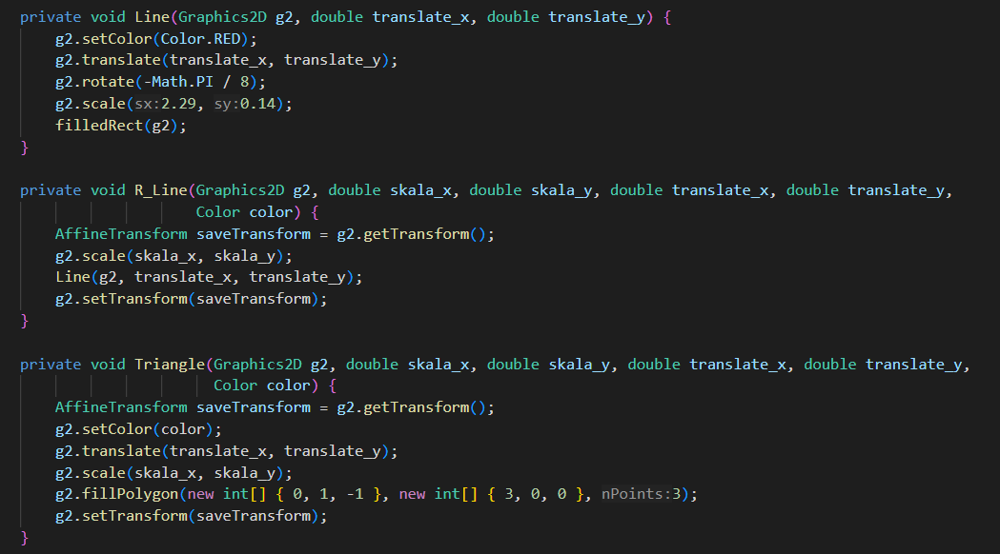 private void Line(Graphics2D g2, double translate_x, double translate_y) {
g2.setColor(Color.RED);
g2.translate(translate_x, translate_y);
g2.rotate(-Math.PI / 8);
g2.scale(sx:2.29, sy:0.14);
filledRect(g2);
}
private void R_Line(Graphics2D g2, double skala_x, double skala_y, double translate_x, double translate_y,
Color color) {
AffineTransform saveTransform = g2.getTransform();
g2.scale(skala_x, skala_y);
Line(g2, translate_x, translate_y);
g2.setTransform(saveTransform);
}
private void Triangle(Graphics2D g2, double skala_x, double skala_y, double translate_x, double translate_y,
Color color) {
AffineTransform saveTransform = g2.getTransform();
g2.setColor(color);
g2.translate(translate_x, translate_y);
g2.scale(skala_x, skala_y);
g2.fillPolygon(new int[] { 0, 1, -1 }, new int[] { 3, 0, 0 }, nPoints:3);
g2.setTransform(saveTransform);
}